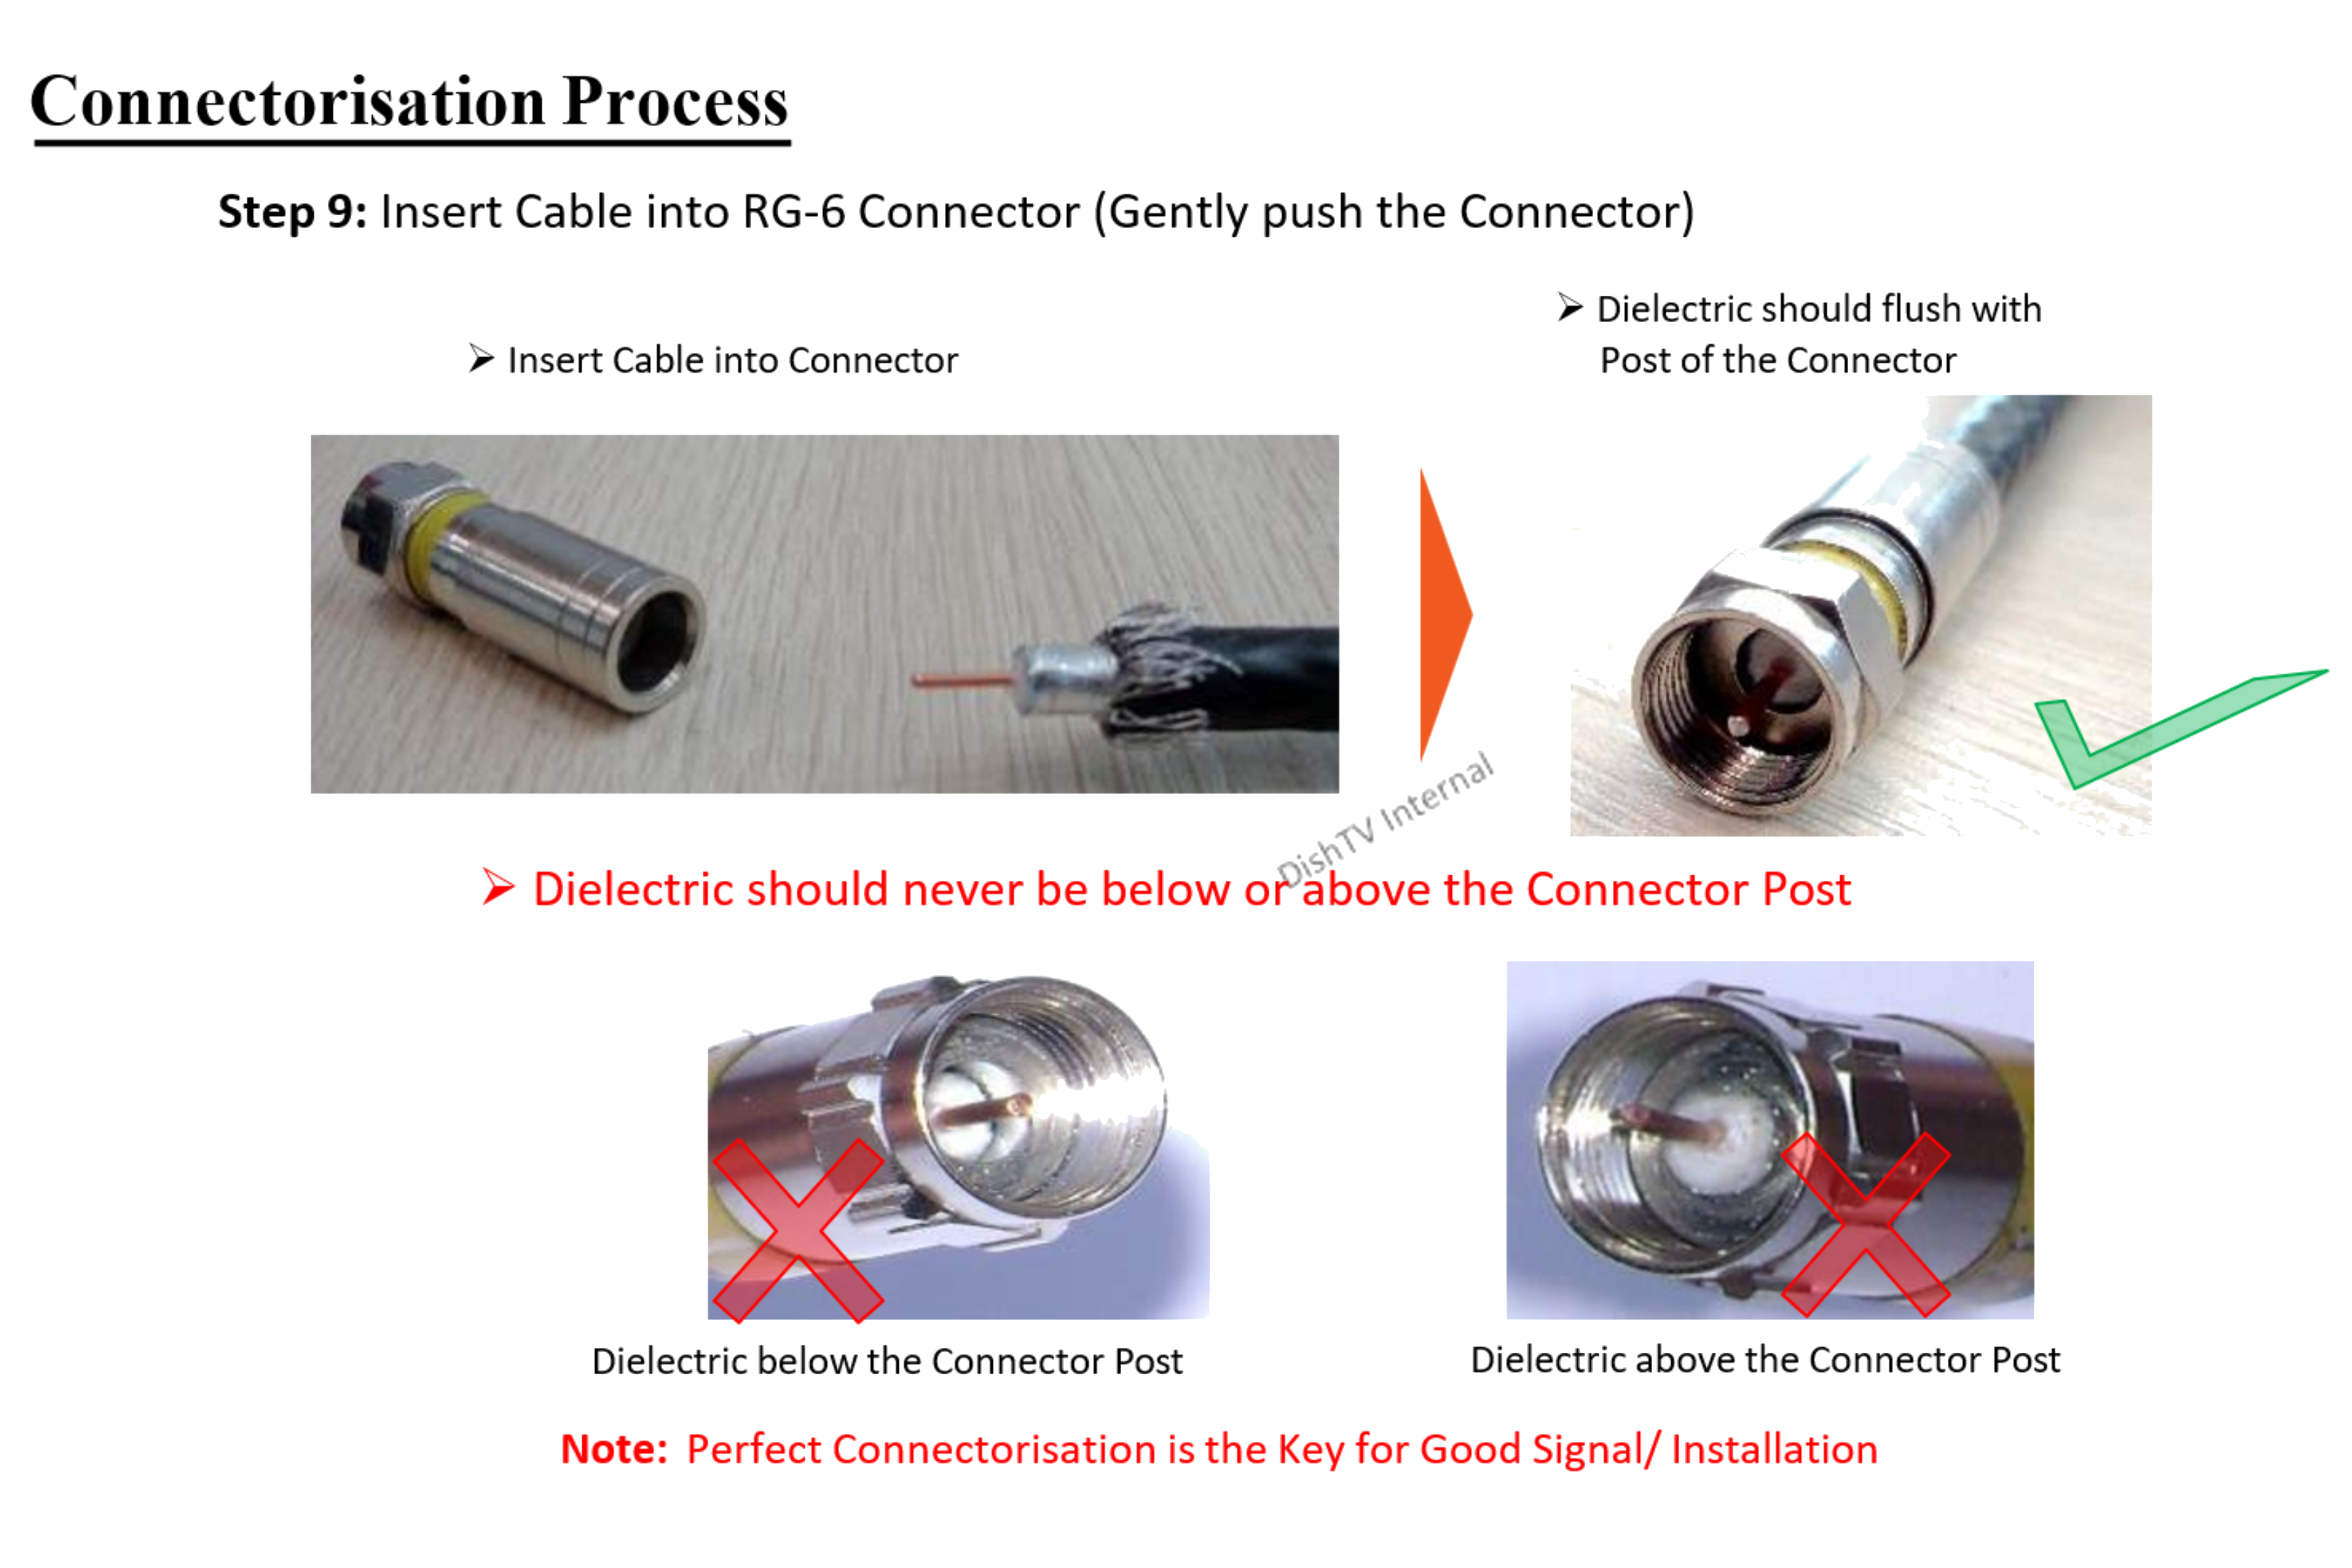 Connectorisation Process
Step 9: Insert Cable into RG-6 Connector (Gently push the Connector)
➢ Insert Cable into Connector
➢ Dielectric should flush with
Post of the Connector
DishTV Internal
➢ Dielectric should never be below or above the Connector Post
Dielectric below the Connector Post
Dielectric above the Connector Post
Note: Perfect Connectorisation is the Key for Good Signal/ Installation